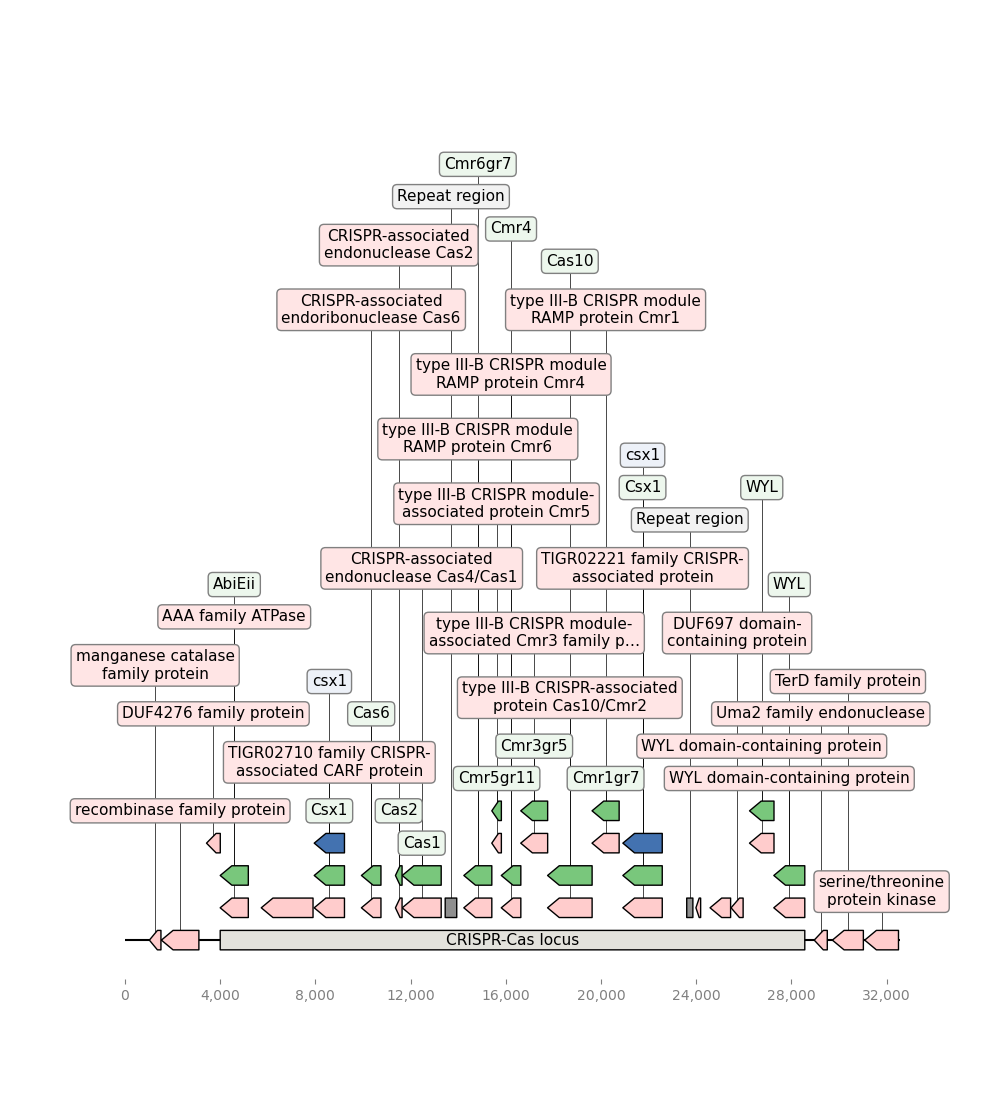 Cmr6gr7
Repeat region
Cmr4
CRISPR-associated
endonuclease Cas2
Cas10
CRISPR-associated
endoribonuclease Cas6
type III-B CRISPR module
RAMP protein Cmr1
type III-B CRISPR module
RAMP protein Cmr4
type III-B CRISPR module
RAMP protein Cmr6
csx1
Csx1
WYL
type III-B CRISPR module-
associated protein Cmr5
Repeat region
CRISPR-associated
endonuclease Cas4/Cas1
TIGR02221 family CRISPR-
associated protein
AbiEii
WYL
AAA family ATPase
type III-B CRISPR module-
associated Cmr3 family p...
DUF697 domain-
containing protein
manganese catalase
family protein
csx1
TerD family protein
type III-B CRISPR-associated
protein Cas10/Cmr2
DUF4276 family protein
Cas6
Uma2 family endonuclease
Cmr3gr5
WYL domain-containing protein
TIGR02710 family CRISPR-
associated CARF protein
Cmr5gr11
Cmr1gr7
WYL domain-containing protein
recombinase family protein
Csx1
Cas2
Cas1
serine/threonine
protein kinase
CRISPR-Cas locus
0
4,000
8,000
12,000
16,000
20,000
24,000
28,000
32,000